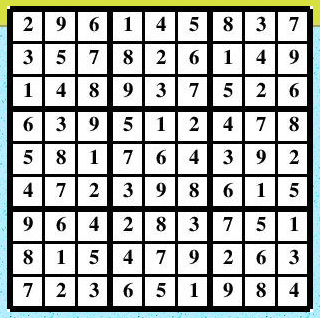 2 9 6 1 4 5 8 3 7
3 5 7 8 2 6 1 4 9
1 4 8 9 3 7 5 2 6
6 3 9 5 1 2 4 7 8
5 8 1 7 6 4 3 9 2
4 7 2 3 9 8 6 1 5
9 6 4 2 8 3 7 5 1
8 1 5 4 7 9 2 6 3
7 2 3 6 5 1 9 8 4